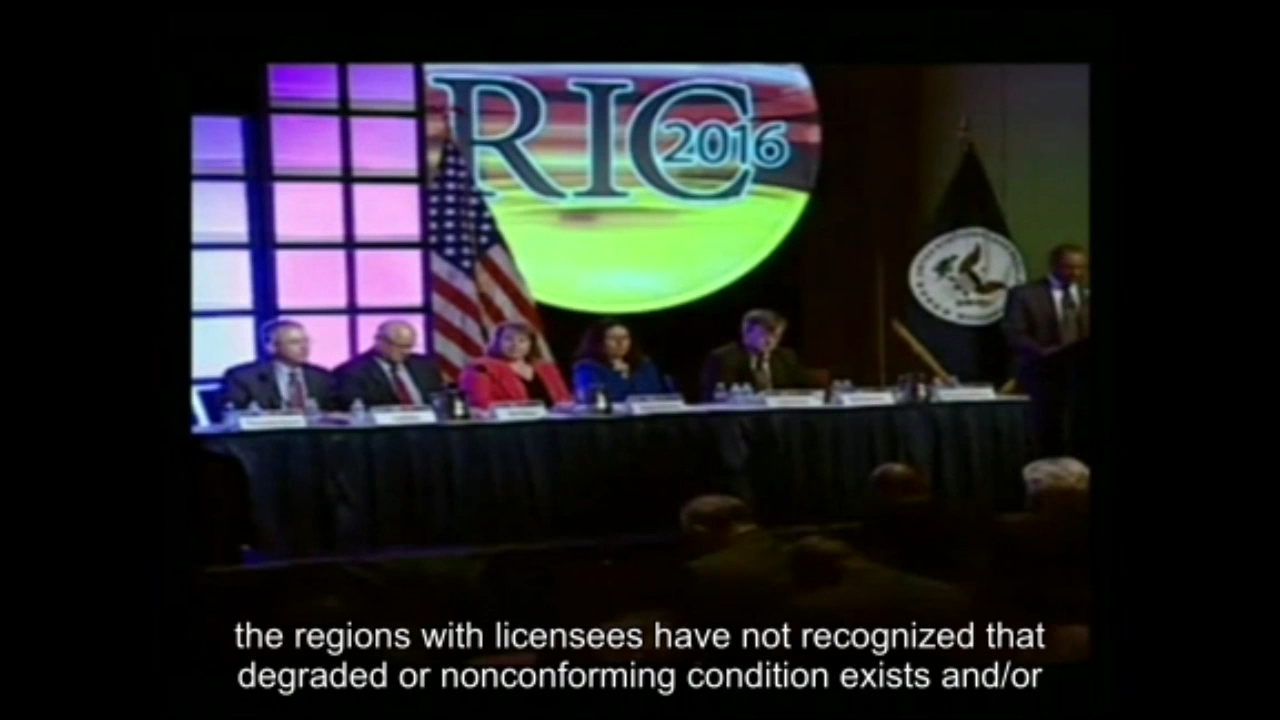 RIC
2016
the regions with licensees have not recognized that
degraded or nonconforming condition exists and/or